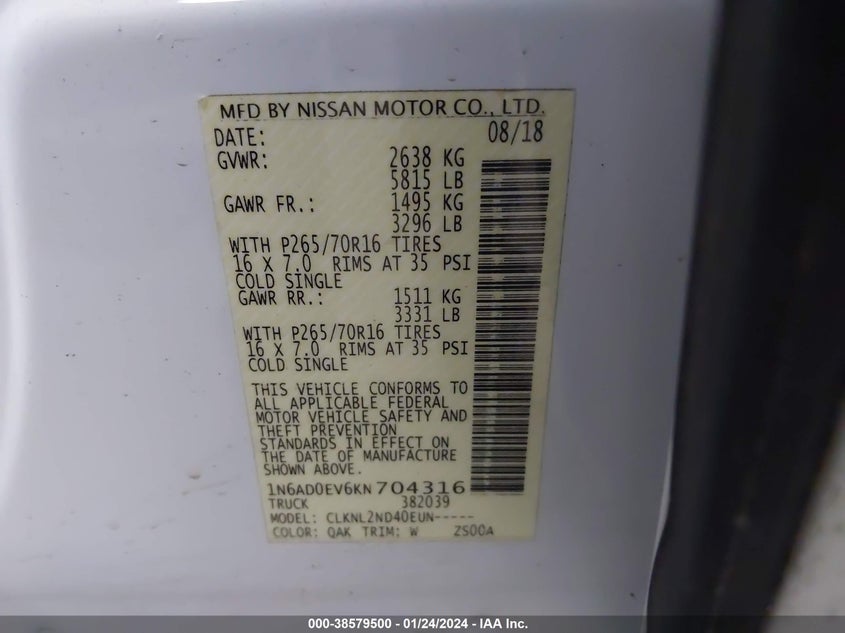 MFD BY NISSAN MOTOR CO., LTD.
DATE: 08/18
GVWR: 2638 KG
5815 LB
GAWR FR.: 1495 KG
3296 LB
WITH P265/70R16 TIRES
16 X 7.0 RIMS AT 35 PSI
COLD SINGLE
GAWR RR.: 1511 KG
3331 LB
WITH P265/70R16 TIRES
16 X 7.0 RIMS AT 35 PSI
COLD SINGLE
THIS VEHICLE CONFORMS TO
ALL APPLICABLE FEDERAL
MOTOR VEHICLE SAFETY AND
THEFT PREVENTION
STANDARDS IN EFFECT ON
THE DATE OF MANUFACTURE
SHOWN ABOVE.
1N6AD0EV6KN704316
TRUCK 382039
MODEL: CLKNL2ND40EUN-----
COLOR: QAK TRIM: W ZS00A
000-38579500 - 01/24/2024 - IAA Inc.